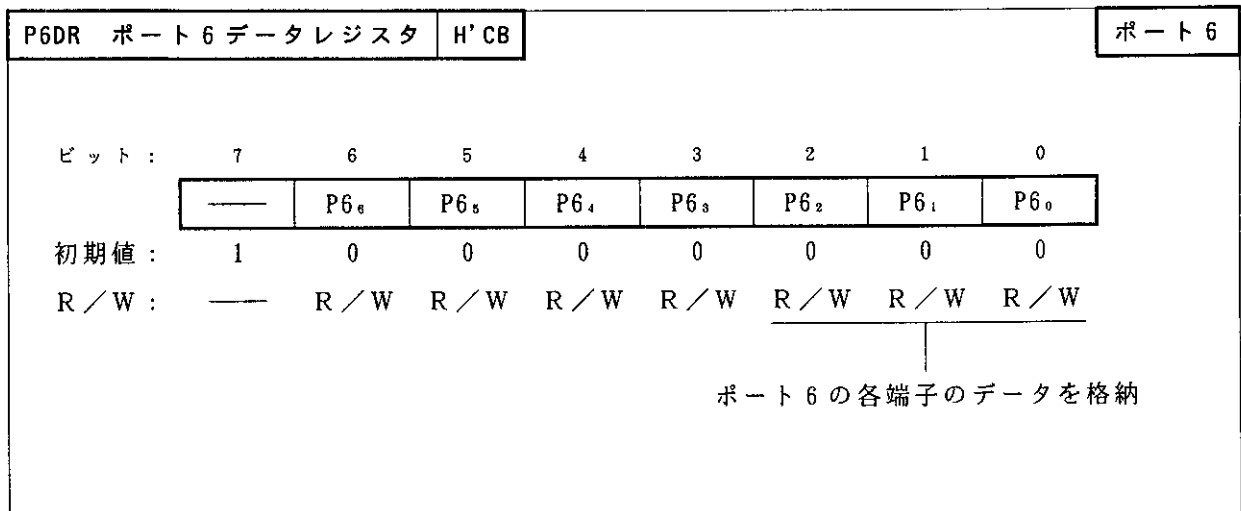 P6DR ポート6データレジスタ H'CB ポート6
ビット： 7 6 5 4 3 2 1 0
── P6₆ P6₅ P6₄ P6₃ P6₂ P6₁ P6₀
初期値： 1 0 0 0 0 0 0 0
R／W： ── R／W R／W R／W R／W R／W R／W R／W
ポート6の各端子のデータを格納